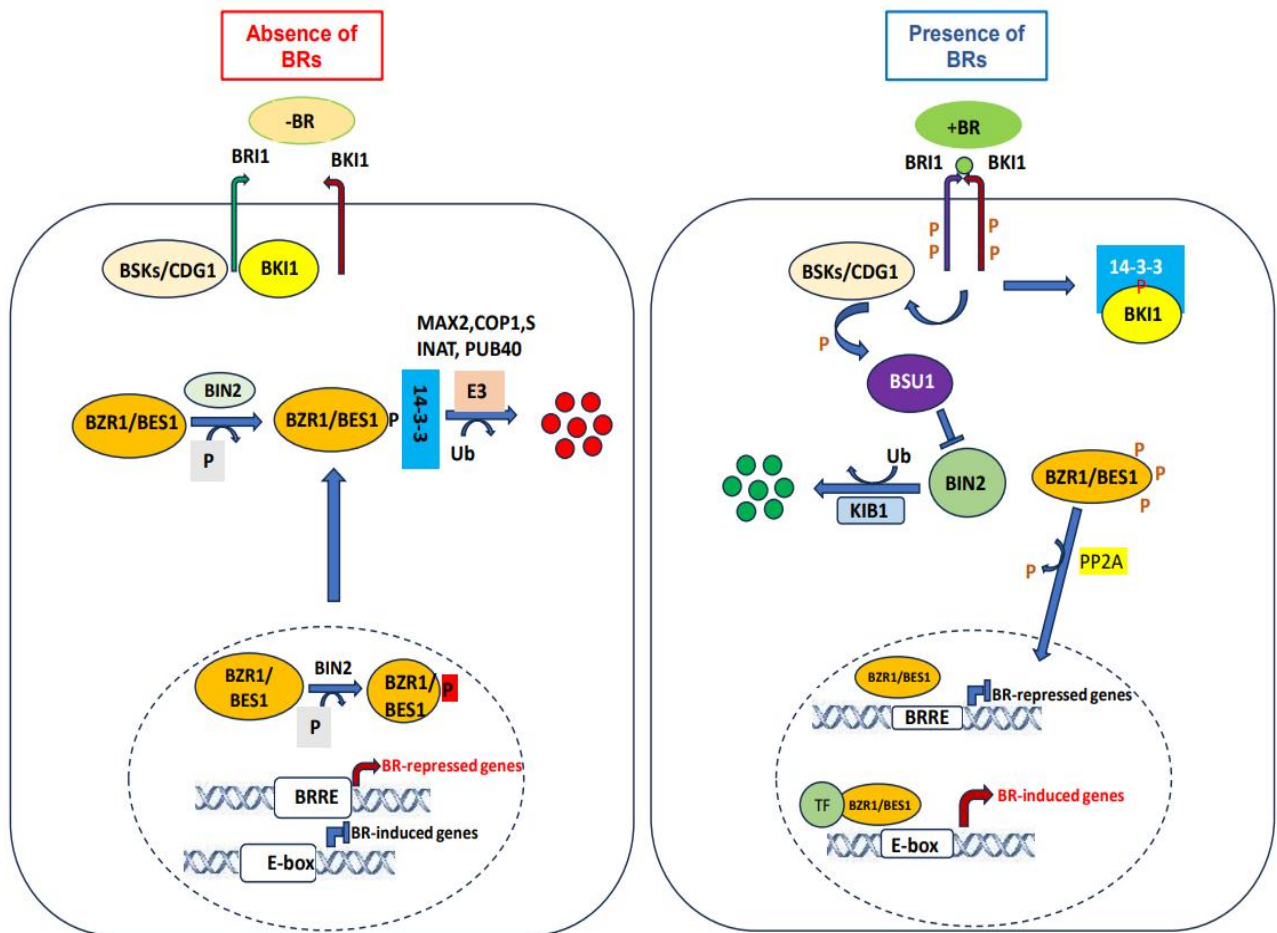 Absence of
BRs
-BR
BRI1
BKI1
BSKs/CDG1
BKI1
MAX2,COP1,S
INAT, PUB40
BZR1/BES1
BIN2
P
BZR1/BES1
P
14-3-3
E3
Ub
BZR1/
BES1
BIN2
P
BZR1/
BES1
P
BR-repressed genes
BRRE
BR-induced genes
E-box
Presence of
BRs
+BR
BRI1
BKI1
P
P
P
P
BSKs/CDG1
14-3-3
P
BKI1
P
BSU1
Ub
KIB1
BIN2
BZR1/BES1
P
P
P
P
PP2A
BZR1/BES1
BR-repressed genes
BRRE
TF
BZR1/BES1
BR-induced genes
E-box